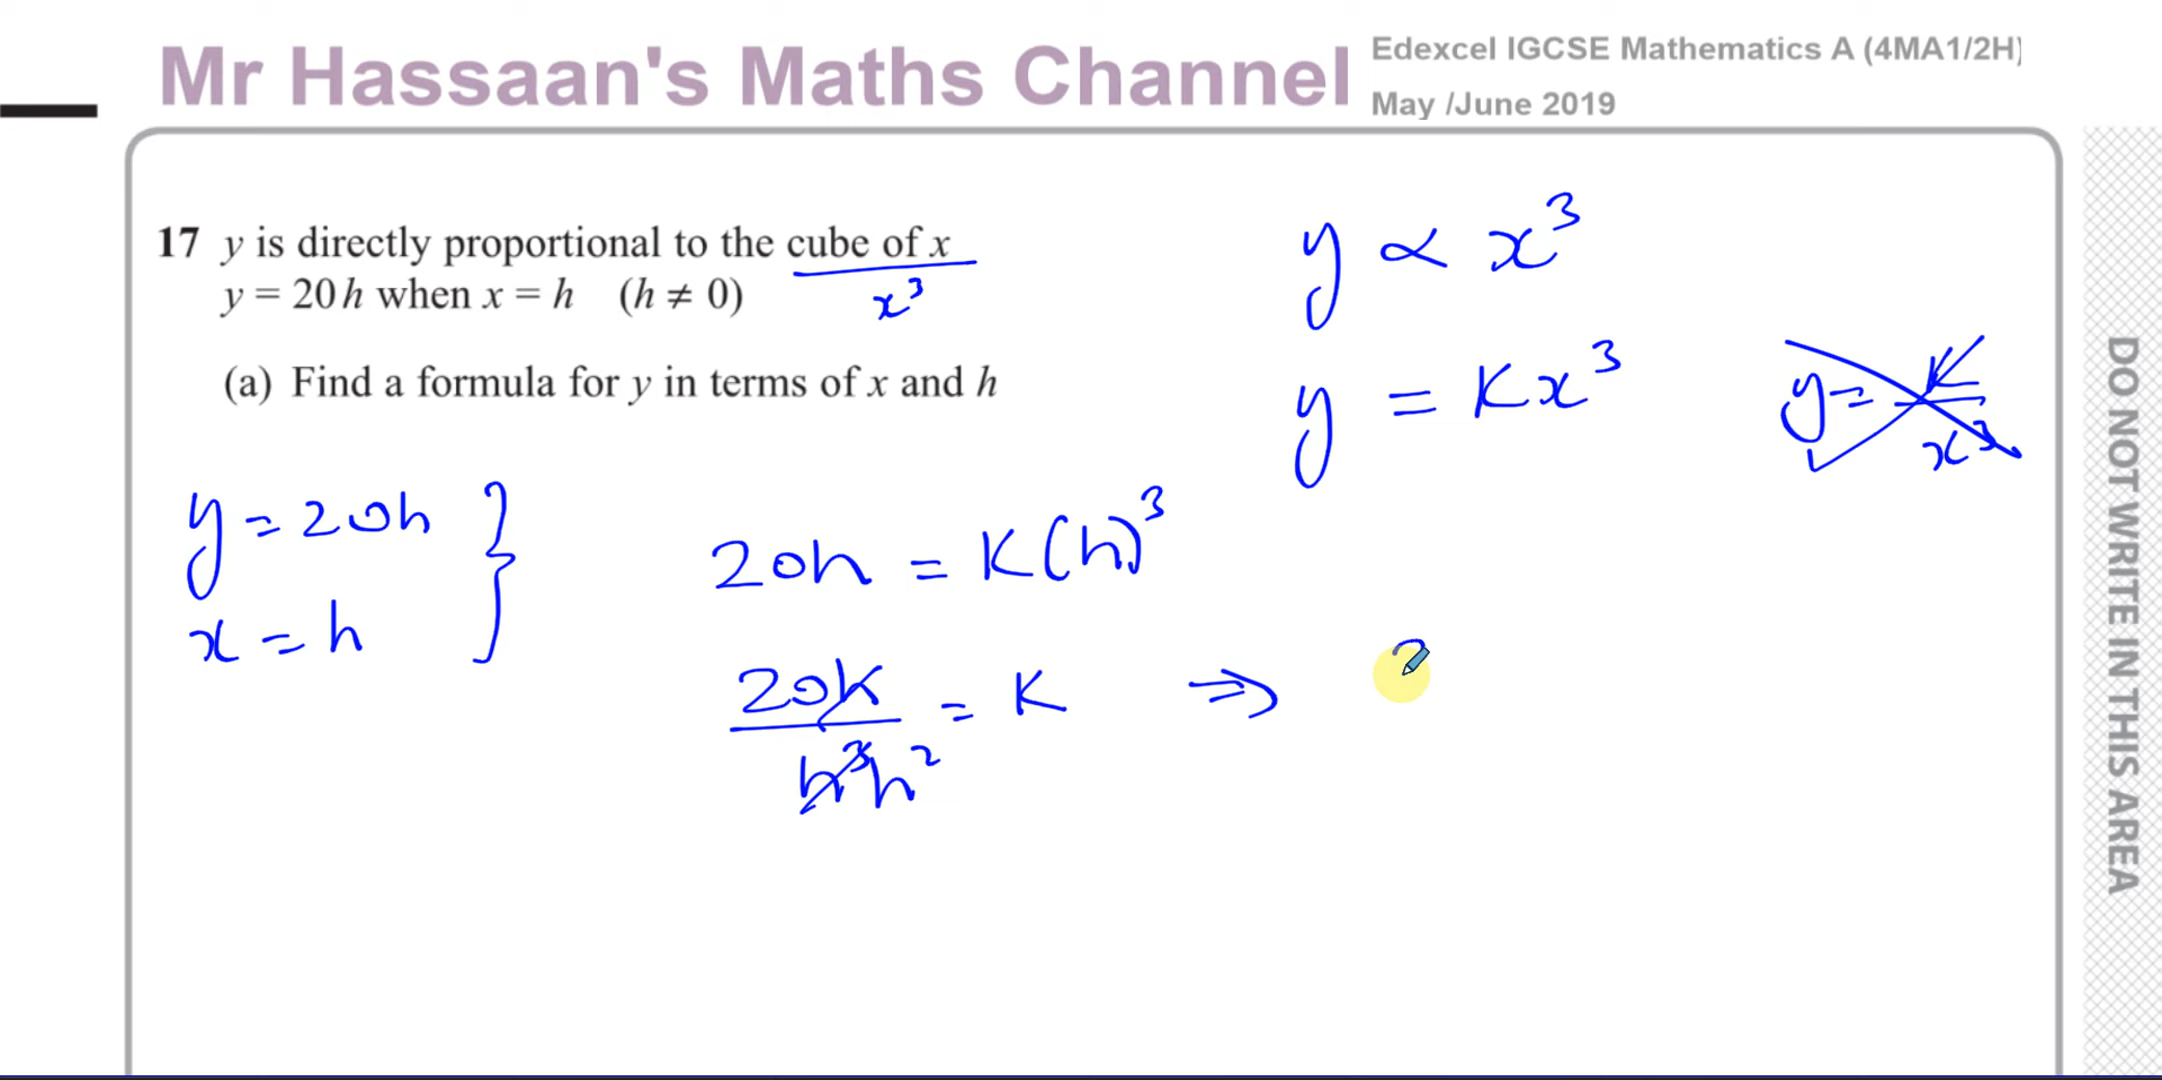 Mr Hassaan's Maths Channel
Edexcel IGCSE Mathematics A (4MA1/2H)
May /June 2019
17 y is directly proportional to the cube of x
y = 20h when x = h (h ≠ 0)
x³
(a) Find a formula for y in terms of x and h
y ∝ x³
y = Kx³
y = K/x³
y = 20h }
x = h
20h = K(h)³
20h/h³ h² = K ⇒ 2
DO NOT WRITE IN THIS AREA